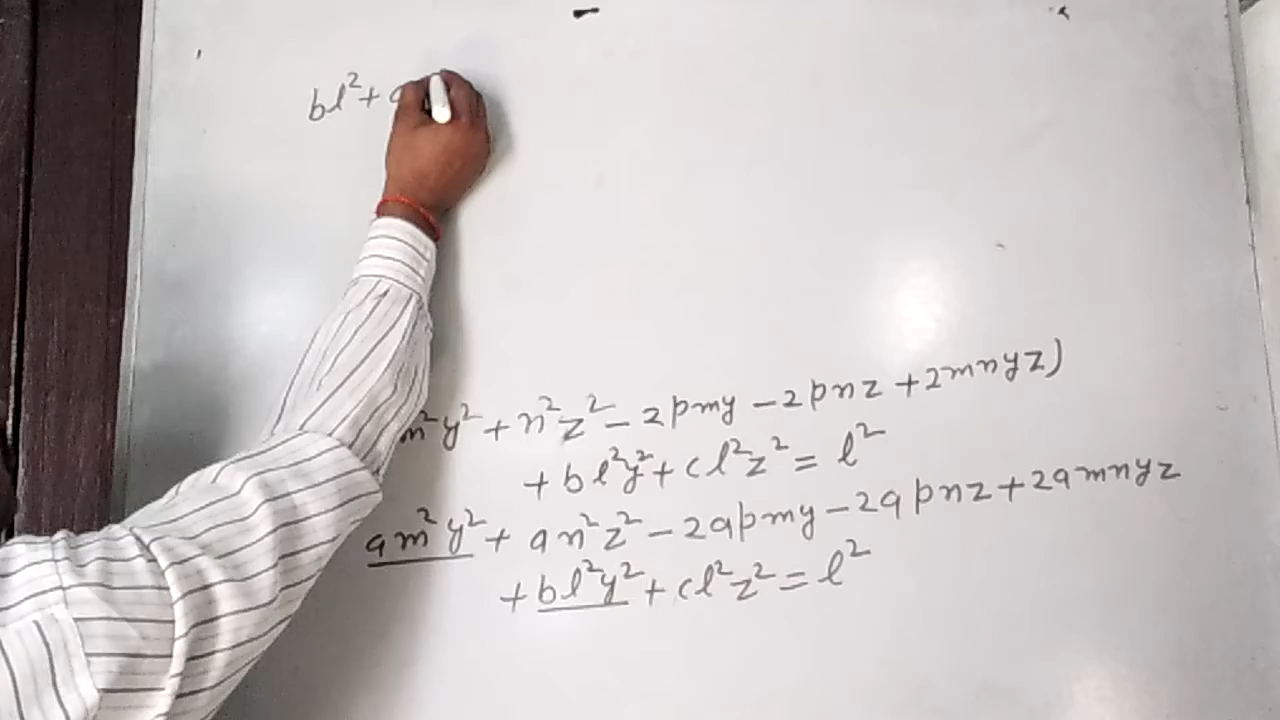 bl²+
m²y²+n²z²-2pmy-2pnz+2mnyz)
+bl²y²+cl²z²=l²
am²y²+an²z²-2apmy-2apnz+2amnyz
+bl²y²+cl²z²=l²